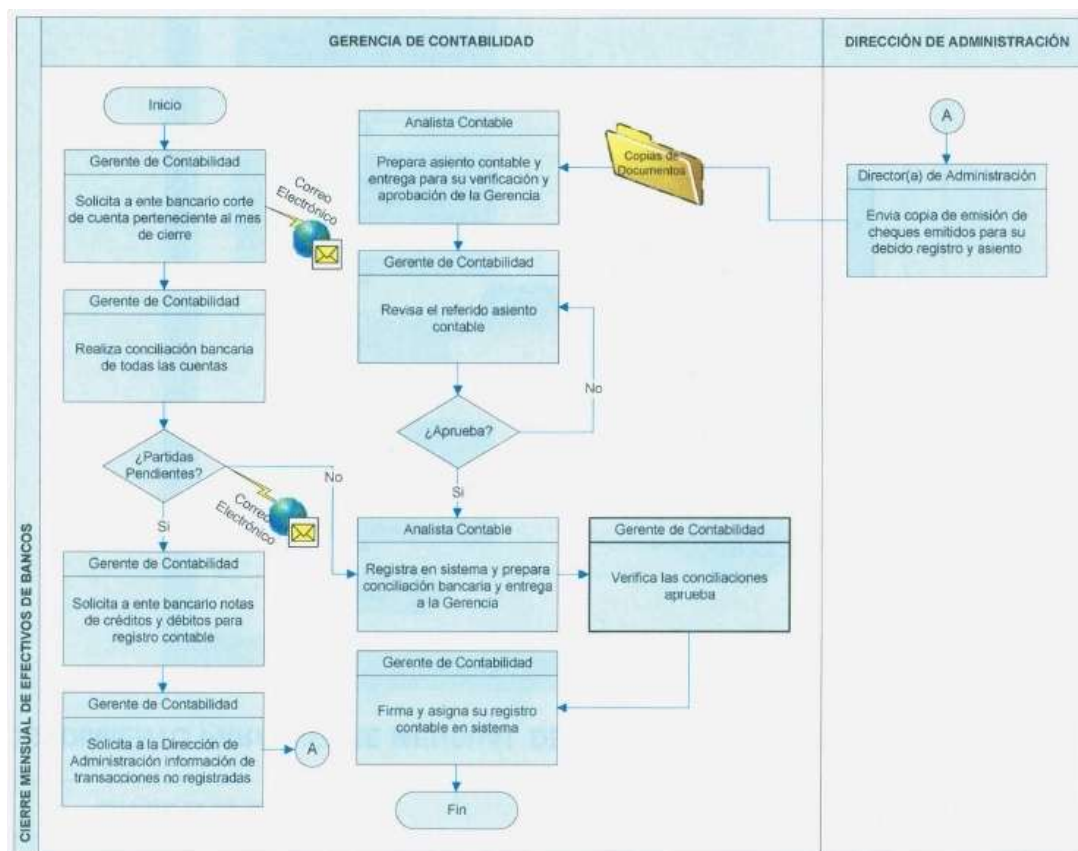 GERENCIA DE CONTABILIDAD
DIRECCIÓN DE ADMINISTRACIÓN
CIERRE MENSUAL DE EFECTIVOS DE BANCOS
Inicio
Gerente de Contabilidad
Solicita a ente bancario corte
de cuenta perteneciente al mes
de cierre
Correo
Electrónico
Gerente de Contabilidad
Realiza conciliación bancaria
de todas las cuentas
¿Partidas
Pendientes?
No
Correo
Electrónico
Si
Gerente de Contabilidad
Solicita a ente bancario notas
de créditos y débitos para
registro contable
Gerente de Contabilidad
Solicita a la Dirección de
Administración información de
transacciones no registradas
A
A
Director(a) de Administración
Envia copia de emisión de
cheques emitidos para su
debido registro y asiento
Copias de
Documentos
Analista Contable
Prepara asiento contable y
entrega para su verificación y
aprobación de la Gerencia
Gerente de Contabilidad
Revisa el referido asiento
contable
No
¿Aprueba?
Si
Analista Contable
Registra en sistema y prepara
conciliación bancaria y entrega
a la Gerencia
Gerente de Contabilidad
Verifica las conciliaciones
aprueba
Gerente de Contabilidad
Firma y asigna su registro
contable en sistema
Fin